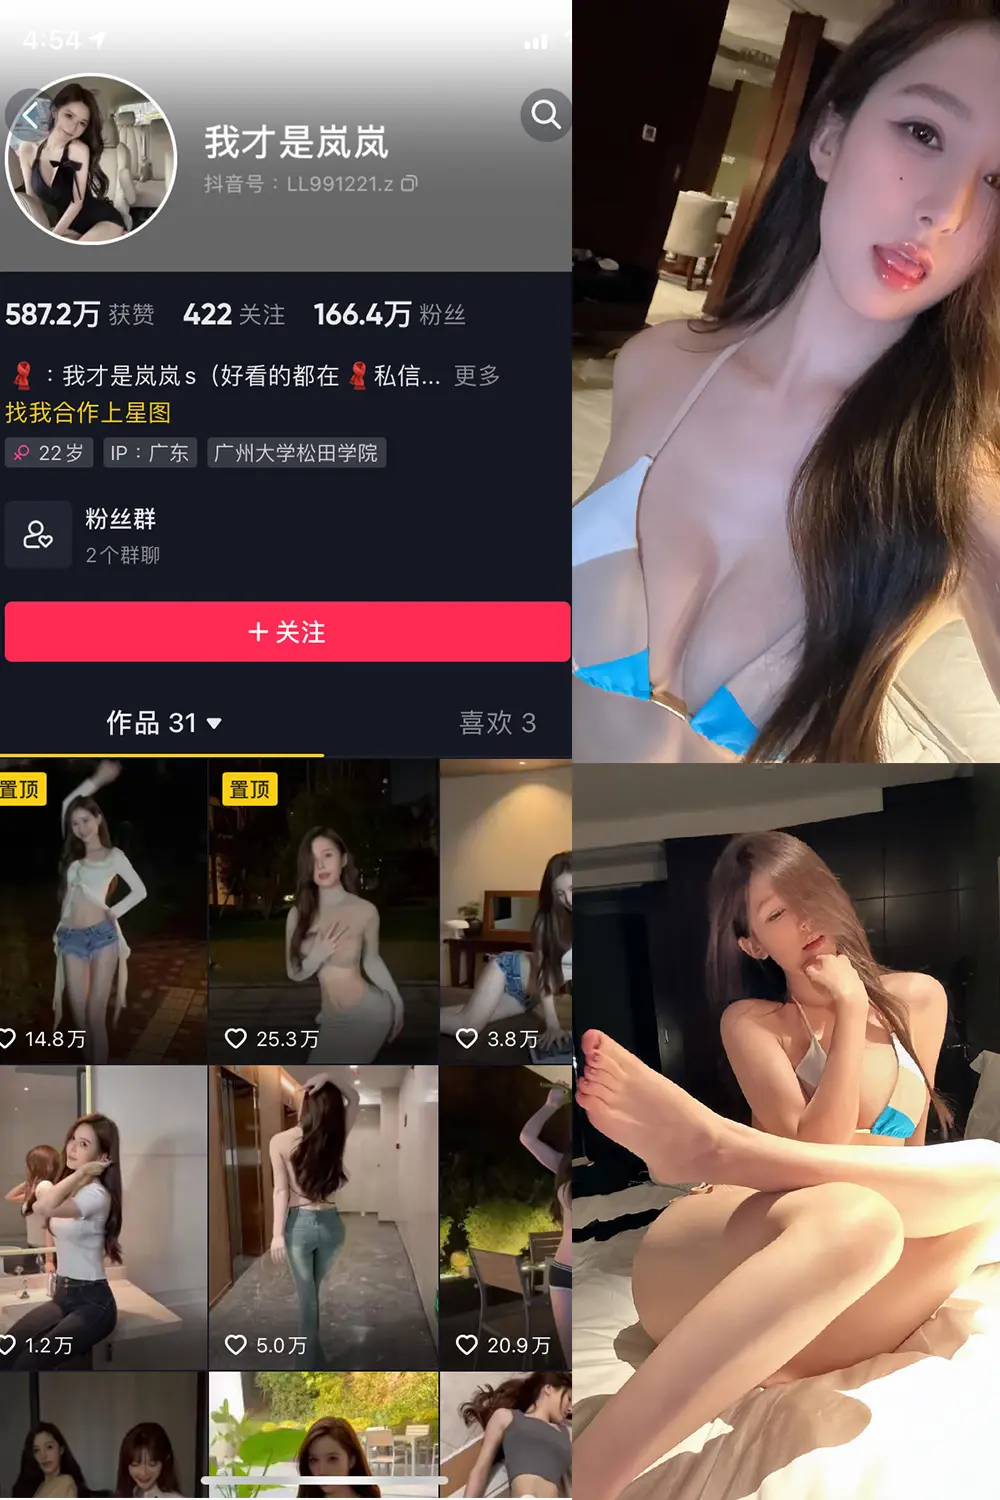 4:54
我才是岚岚
抖音号：LL991221.z
587.2万 获赞 422 关注 166.4万 粉丝
：我才是岚岚s（好看的都在 私信... 更多
找我合作上星图
22岁 IP：广东 广州大学松田学院
粉丝群
2个群聊
+ 关注
作品 31 喜欢 3
置顶 置顶
14.8万 25.3万 3.8万
1.2万 5.0万 20.9万